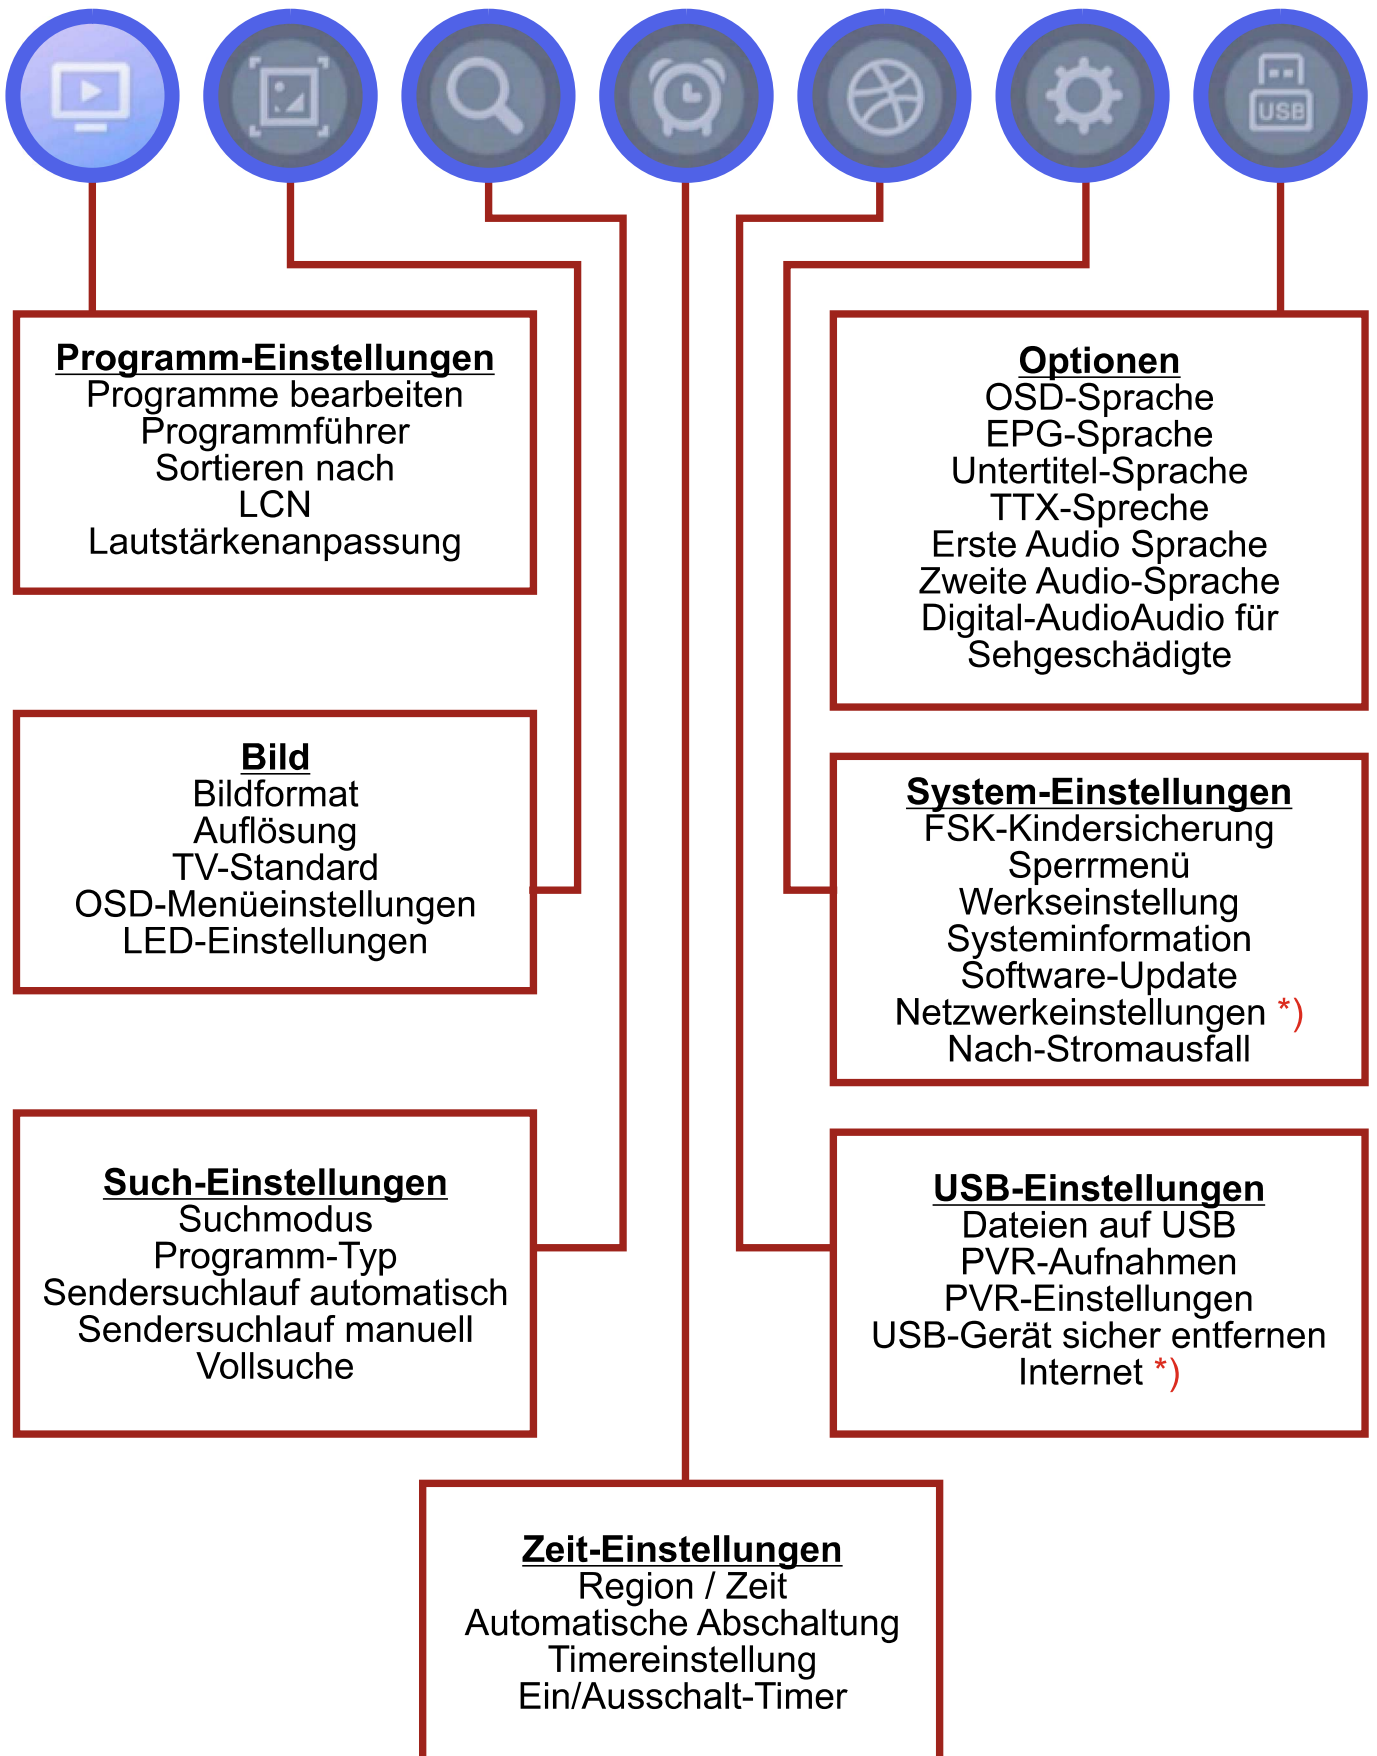 USB
Programm-Einstellungen
Programme bearbeiten
Programmführer
Sortieren nach
LCN
Lautstärkenanpassung
Bild
Bildformat
Auflösung
TV-Standard
OSD-Menüeinstellungen
LED-Einstellungen
Such-Einstellungen
Suchmodus
Programm-Typ
Sendersuchlauf automatisch
Sendersuchlauf manuell
Vollsuche
Optionen
OSD-Sprache
EPG-Sprache
Untertitel-Sprache
TTX-Spreche
Erste Audio Sprache
Zweite Audio-Sprache
Digital-AudioAudio für
Sehgeschädigte
System-Einstellungen
FSK-Kindersicherung
Sperrmenü
Werkseinstellung
Systeminformation
Software-Update
Netzwerkeinstellungen *)
Nach-Stromausfall
USB-Einstellungen
Dateien auf USB
PVR-Aufnahmen
PVR-Einstellungen
USB-Gerät sicher entfernen
Internet *)
Zeit-Einstellungen
Region / Zeit
Automatische Abschaltung
Timereinstellung
Ein/Ausschalt-Timer